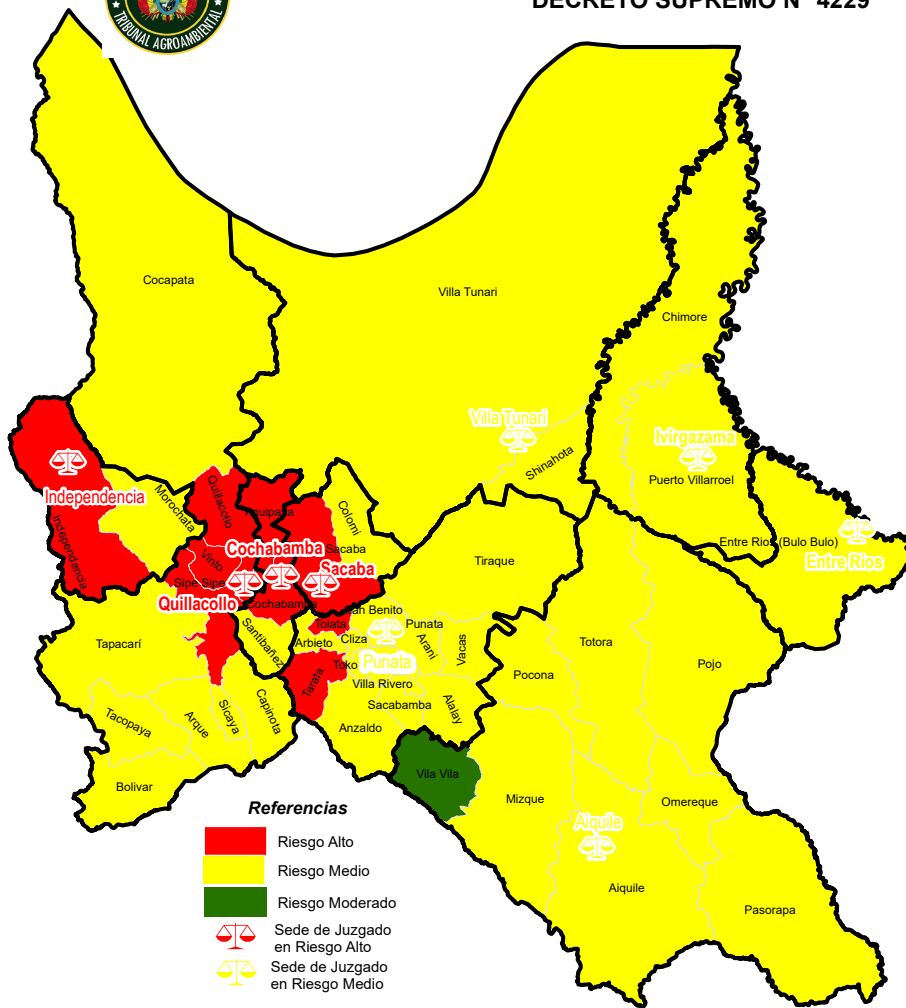 DECRETO SUPREMO N° 4229
TRIBUNAL AGROAMBIENTAL
Cocapata
Villa Tunari
Chimore
Villa Tunari
Shinahota
Ivirgazama
Puerto Villarroel
Independencia
Morochata
Quillacollo
Colomi
Independencia
Vinto
Cochabamba
Sacaba
Entre Rios (Bulo Bulo)
Entre Rios
Sipe Sipe
Sacaba
Tiraque
Quillacollo
Cochabamba
San Benito
Tolata
Punata
Tapacarí
Santibañez
Arbieto
Cliza
Arani
Vacas
Totora
Toko
Punata
Pocona
Pojo
Tarata
Villa Rivero
Sacabamba
Alalay
Tacopaya
Arque
Sicaya
Capinota
Anzaldo
Bolivar
Vila Vila
Mizque
Omereque
Aiquile
Aiquile
Pasorapa
Referencias
Riesgo Alto
Riesgo Medio
Riesgo Moderado
Sede de Juzgado
en Riesgo Alto
Sede de Juzgado
en Riesgo Medio